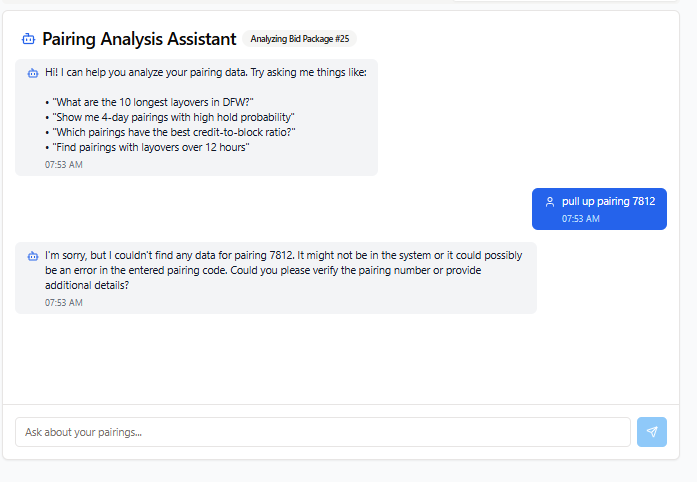 Pairing Analysis Assistant Analyzing Bid Package #25
Hi! I can help you analyze your pairing data. Try asking me things like:
• "What are the 10 longest layovers in DFW?"
• "Show me 4-day pairings with high hold probability"
• "Which pairings have the best credit-to-block ratio?"
• "Find pairings with layovers over 12 hours"
07:53 AM
pull up pairing 7812
07:53 AM
I'm sorry, but I couldn't find any data for pairing 7812. It might not be in the system or it could possibly
be an error in the entered pairing code. Could you please verify the pairing number or provide
additional details?
07:53 AM
Ask about your pairings...